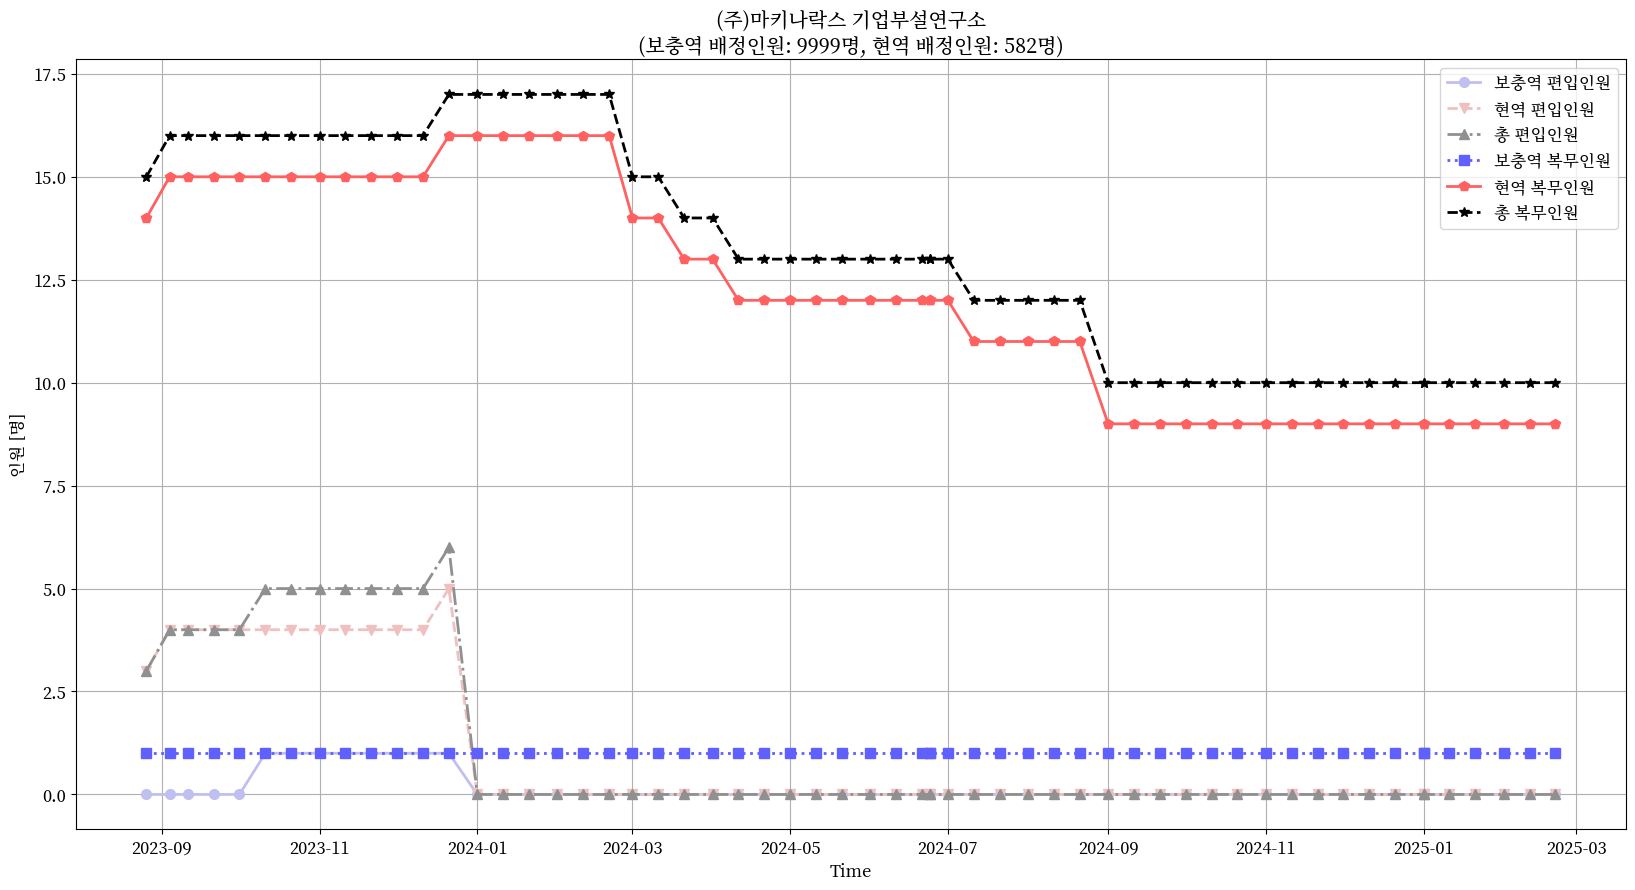 (주)마키나락스 기업부설연구소
(보충역 배정인원: 9999명, 현역 배정인원: 582명)
17.5
15.0
12.5
10.0
7.5
5.0
2.5
0.0
인원 [명]
보충역 편입인원
현역 편입인원
총 편입인원
보충역 복무인원
현역 복무인원
총 복무인원
2023-09 2023-11 2024-01 2024-03 2024-05 2024-07 2024-09 2024-11 2025-01 2025-03
Time